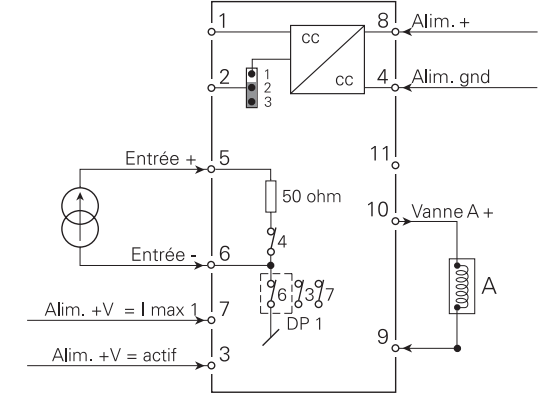 1
8
Alim. +
cc
cc
2
1
2
3
4
Alim. gnd
Entrée +
5
11
50 ohm
10
Vanne A +
4
Entrée -
6
6
3
7
A
DP 1
Alim. +V = I max 1
7
9
Alim. +V = actif
3